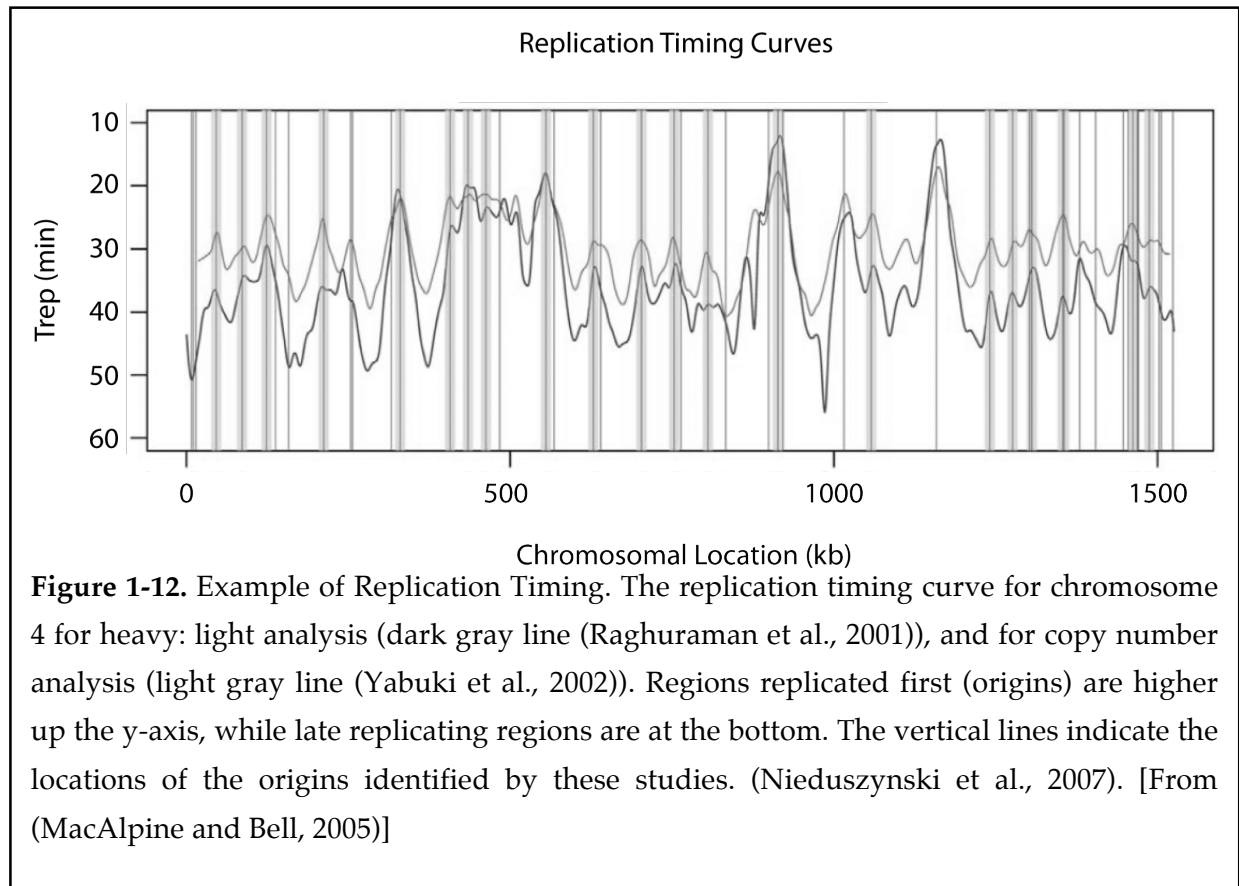 Replication Timing Curves
10
20
30
40
50
60
Trep (min)
0 500 1000 1500
Chromosomal Location (kb)
Figure 1-12. Example of Replication Timing. The replication timing curve for chromosome
4 for heavy: light analysis (dark gray line (Raghuraman et al., 2001)), and for copy number
analysis (light gray line (Yabuki et al., 2002)). Regions replicated first (origins) are higher
up the y-axis, while late replicating regions are at the bottom. The vertical lines indicate the
locations of the origins identified by these studies. (Nieduszynski et al., 2007). [From
(MacAlpine and Bell, 2005)]